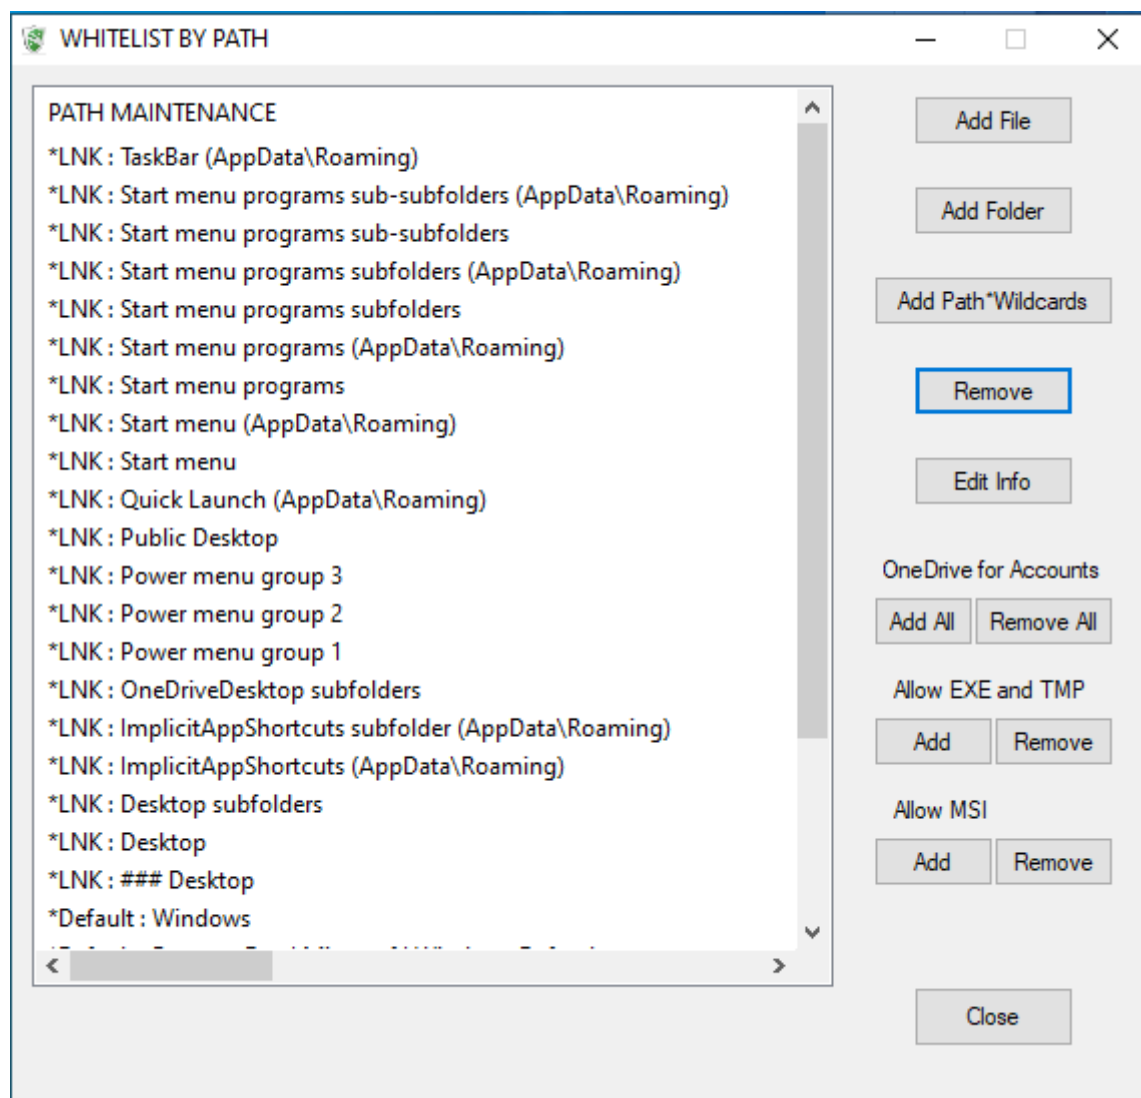 WHITELIST BY PATH
PATH MAINTENANCE
*LNK : TaskBar (AppData\Roaming)
*LNK : Start menu programs sub-subfolders (AppData\Roaming)
*LNK : Start menu programs sub-subfolders
*LNK : Start menu programs subfolders (AppData\Roaming)
*LNK : Start menu programs subfolders
*LNK : Start menu programs (AppData\Roaming)
*LNK : Start menu programs
*LNK : Start menu (AppData\Roaming)
*LNK : Start menu
*LNK : Quick Launch (AppData\Roaming)
*LNK : Public Desktop
*LNK : Power menu group 3
*LNK : Power menu group 2
*LNK : Power menu group 1
*LNK : OneDriveDesktop subfolders
*LNK : ImplicitAppShortcuts subfolder (AppData\Roaming)
*LNK : ImplicitAppShortcuts (AppData\Roaming)
*LNK : Desktop subfolders
*LNK : Desktop
*LNK : ### Desktop
*Default : Windows
Add File
Add Folder
Add Path*Wildcards
Remove
Edit Info
OneDrive for Accounts
Add All Remove All
Allow EXE and TMP
Add Remove
Allow MSI
Add Remove
Close